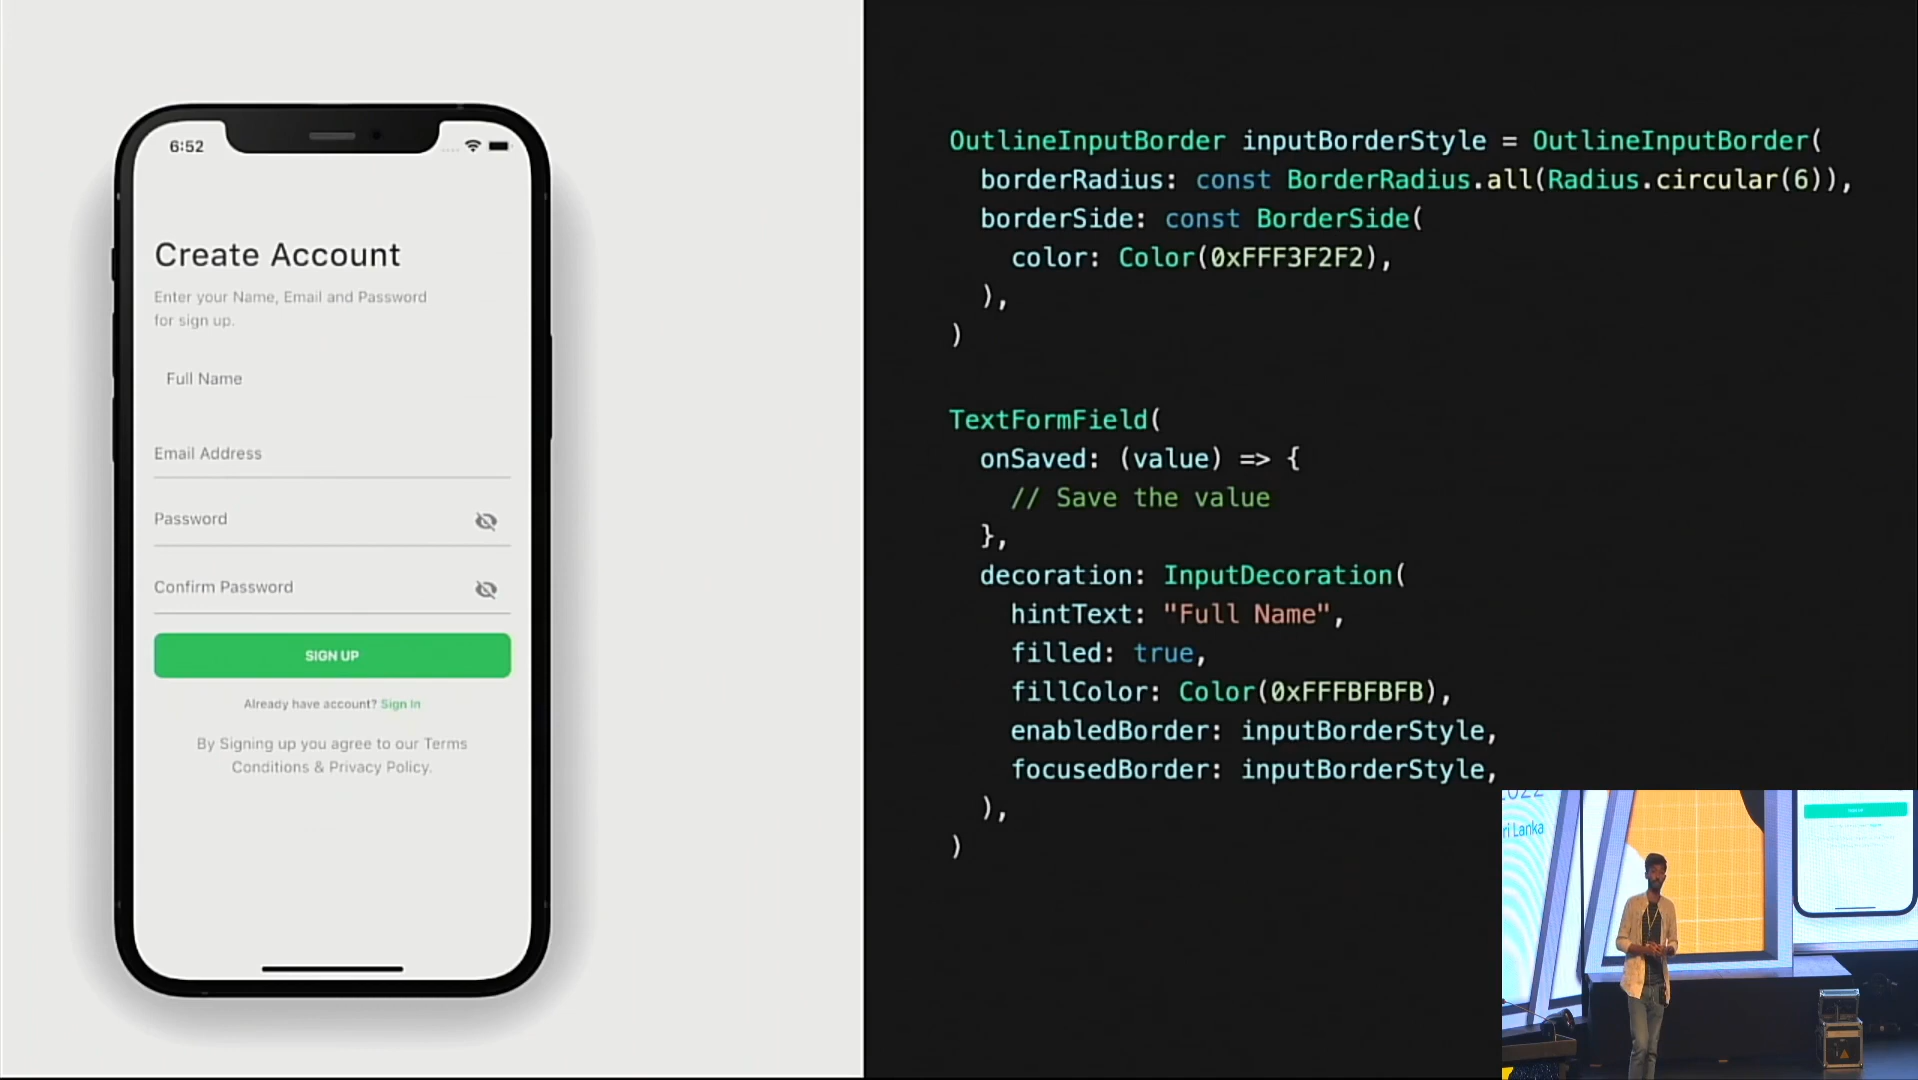 6:52
Create Account
Enter your Name, Email and Password
for sign up.
Full Name
Email Address
Password
Confirm Password
SIGN UP
Already have account? Sign In
By Signing up you agree to our Terms
Conditions & Privacy Policy.
OutlineInputBorder inputBorderStyle = OutlineInputBorder(
  borderRadius: const BorderRadius.all(Radius.circular(6)),
  borderSide: const BorderSide(
    color: Color(0xFFF3F2F2),
  ),
)
TextFormField(
  onSaved: (value) => {
    // Save the value
  },
  decoration: InputDecoration(
    hintText: "Full Name",
    filled: true,
    fillColor: Color(0xFFFBFBFB),
    enabledBorder: inputBorderStyle,
    focusedBorder: inputBorderStyle,
  ),
)
2022
ri Lanka